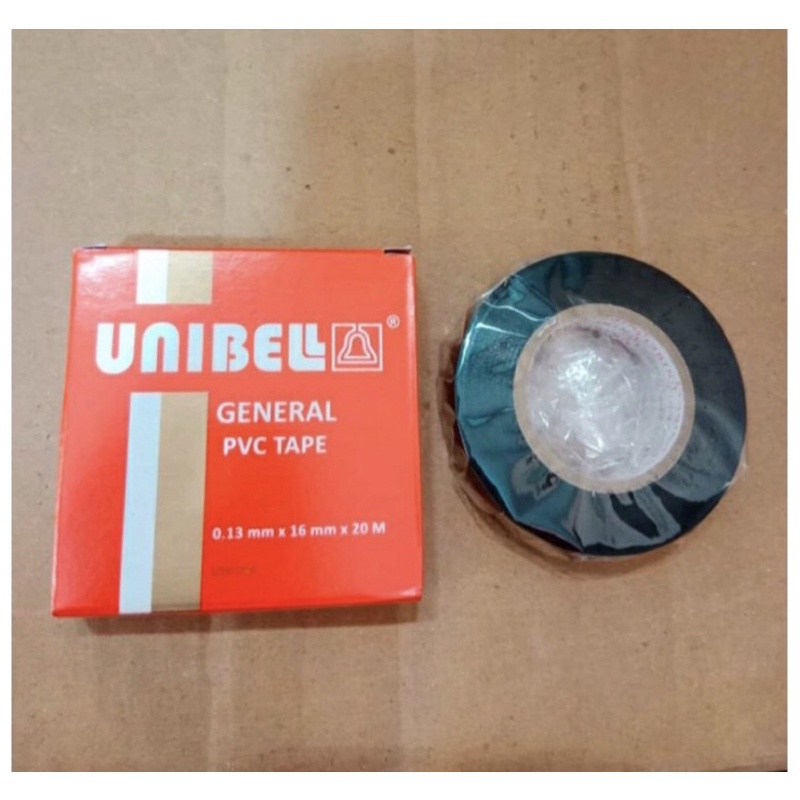 UNIBELL®
GENERAL
PVC TAPE
0.13 mm x 16 mm x 20 M